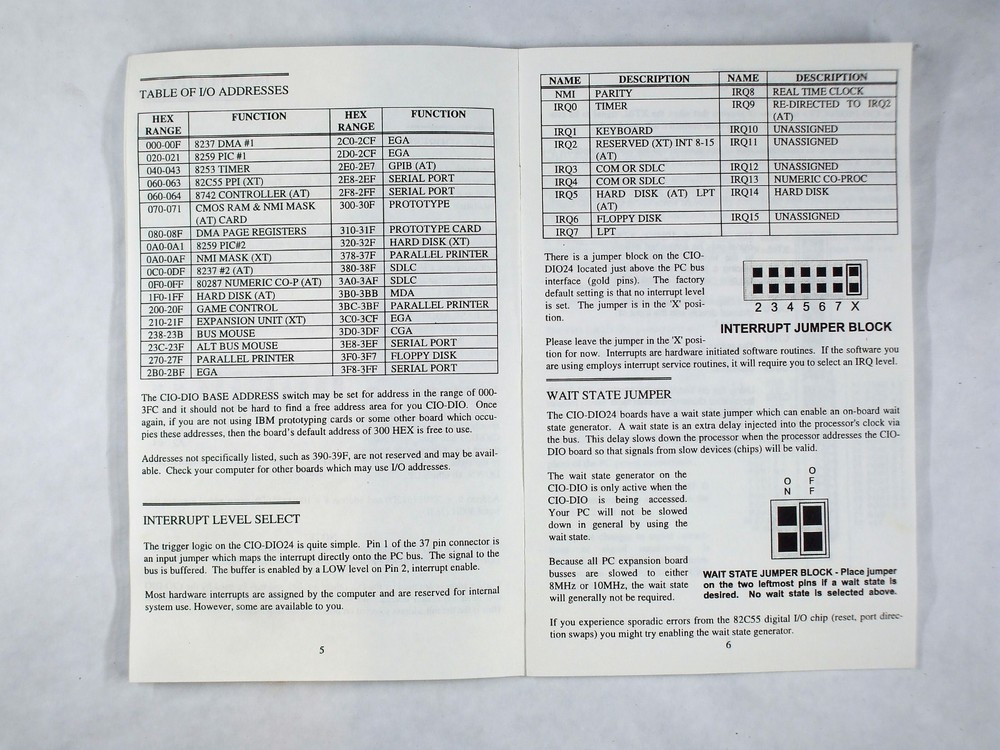 TABLE OF I/O ADDRESSES
HEX RANGE FUNCTION HEX RANGE FUNCTION
000-00F 8237 DMA #1 2C0-2CF EGA
020-021 8259 PIC #1 2D0-2CF EGA
040-043 8253 TIMER 2E0-2E7 GPIB (AT)
060-063 82C55 PPI (XT) 2E8-2EF SERIAL PORT
060-064 8742 CONTROLLER (AT) 2F8-2FF SERIAL PORT
070-071 CMOS RAM & NMI MASK (AT) CARD 300-30F PROTOTYPE
080-08F DMA PAGE REGISTERS 310-31F PROTOTYPE CARD
0A0-0A1 8259 PIC#2 320-32F HARD DISK (XT)
0A0-0AF NMI MASK (XT) 378-37F PARALLEL PRINTER
0C0-0DF 8237 #2 (AT) 380-38F SDLC
0F0-0FF 80287 NUMERIC CO-P (AT) 3A0-3AF SDLC
1F0-1FF HARD DISK (AT) 3B0-3BB MDA
200-20F GAME CONTROL 3BC-3BF PARALLEL PRINTER
210-21F EXPANSION UNIT (XT) 3C0-3CF EGA
238-23B BUS MOUSE 3D0-3DF CGA
23C-23F ALT BUS MOUSE 3E8-3EF SERIAL PORT
270-27F PARALLEL PRINTER 3F0-3F7 FLOPPY DISK
2B0-2BF EGA 3F8-3FF SERIAL PORT
The CIO-DIO BASE ADDRESS switch may be set for address in the range of 000-
3FC and it should not be hard to find a free address area for you CIO-DIO. Once
again, if you are not using IBM prototyping cards or some other board which occu-
pies these addresses, then the board's default address of 300 HEX is free to use.
Addresses not specifically listed, such as 390-39F, are not reserved and may be avail-
able. Check your computer for other boards which may use I/O addresses.
INTERRUPT LEVEL SELECT
The trigger logic on the CIO-DIO24 is quite simple. Pin 1 of the 37 pin connector is
an input jumper which maps the interrupt directly onto the PC bus. The signal to the
bus is buffered. The buffer is enabled by a LOW level on Pin 2, interrupt enable.
Most hardware interrupts are assigned by the computer and are reserved for internal
system use. However, some are available to you.
5
NAME DESCRIPTION NAME DESCRIPTION
NMI PARITY IRQ8 REAL TIME CLOCK
IRQ0 TIMER IRQ9 RE-DIRECTED TO IRQ2 (AT)
IRQ1 KEYBOARD IRQ10 UNASSIGNED
IRQ2 RESERVED (XT) INT 8-15 (AT) IRQ11 UNASSIGNED
IRQ3 COM OR SDLC IRQ12 UNASSIGNED
IRQ4 COM OR SDLC IRQ13 NUMERIC CO-PROC
IRQ5 HARD DISK (AT) LPT (AT) IRQ14 HARD DISK
IRQ6 FLOPPY DISK IRQ15 UNASSIGNED
IRQ7 LPT
There is a jumper block on the CIO-
DIO24 located just above the PC bus
interface (gold pins). The factory
default setting is that no interrupt level
is set. The jumper is in the 'X' posi-
tion.
2 3 4 5 6 7 X
INTERRUPT JUMPER BLOCK
Please leave the jumper in the 'X' posi-
tion for now. Interrupts are hardware initiated software routines. If the software you
are using employs interrupt service routines, it will require you to select an IRQ level.
WAIT STATE JUMPER
The CIO-DIO24 boards have a wait state jumper which can enable an on-board wait
state generator. A wait state is an extra delay injected into the processor's clock via
the bus. This delay slows down the processor when the processor addresses the CIO-
DIO board so that signals from slow devices (chips) will be valid.
The wait state generator on the
CIO-DIO is only active when the
CIO-DIO is being accessed.
Your PC will not be slowed
down in general by using the
wait state.
ON OFF
Because all PC expansion board
busses are slowed to either
8MHz or 10MHz, the wait state
will generally not be required.
WAIT STATE JUMPER BLOCK - Place jumper
on the two leftmost pins if a wait state is
desired. No wait state is selected above.
If you experience sporadic errors from the 82C55 digital I/O chip (reset, port direc-
tion swaps) you might try enabling the wait state generator.
6